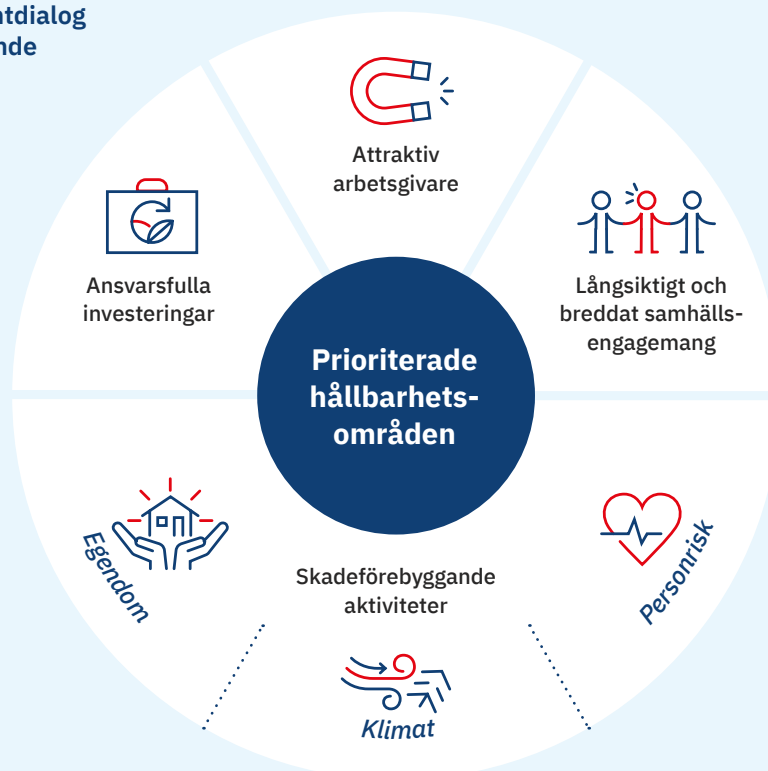 Attraktiv
arbetsgivare
Ansvarsfulla
investeringar
Långsiktigt och
breddat samhälls-
engagemang
Prioriterade
hållbarhets-
områden
Egendom
Skadeförebyggande
aktiviteter
Personrisk
Klimat